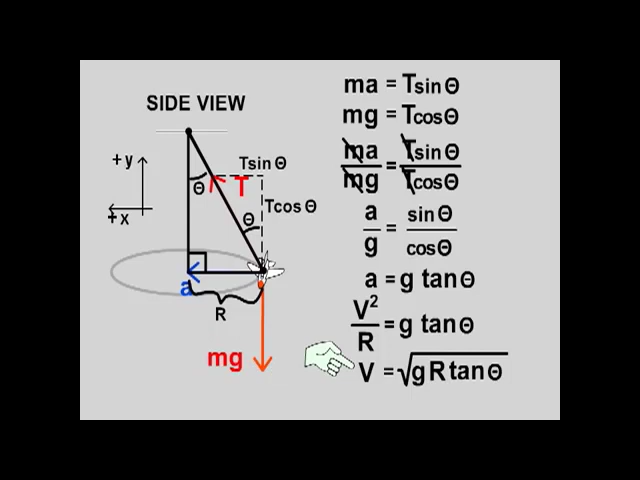 SIDE VIEW
+y
+x
Θ
T
Tsin Θ
Tcos Θ
Θ
a
R
mg
ma = Tsin Θ
mg = Tcos Θ
ma/mg = Tsin Θ/Tcos Θ
a/g = sin Θ/cos Θ
a = g tan Θ
V²/R = g tan Θ
V = √gR tan Θ